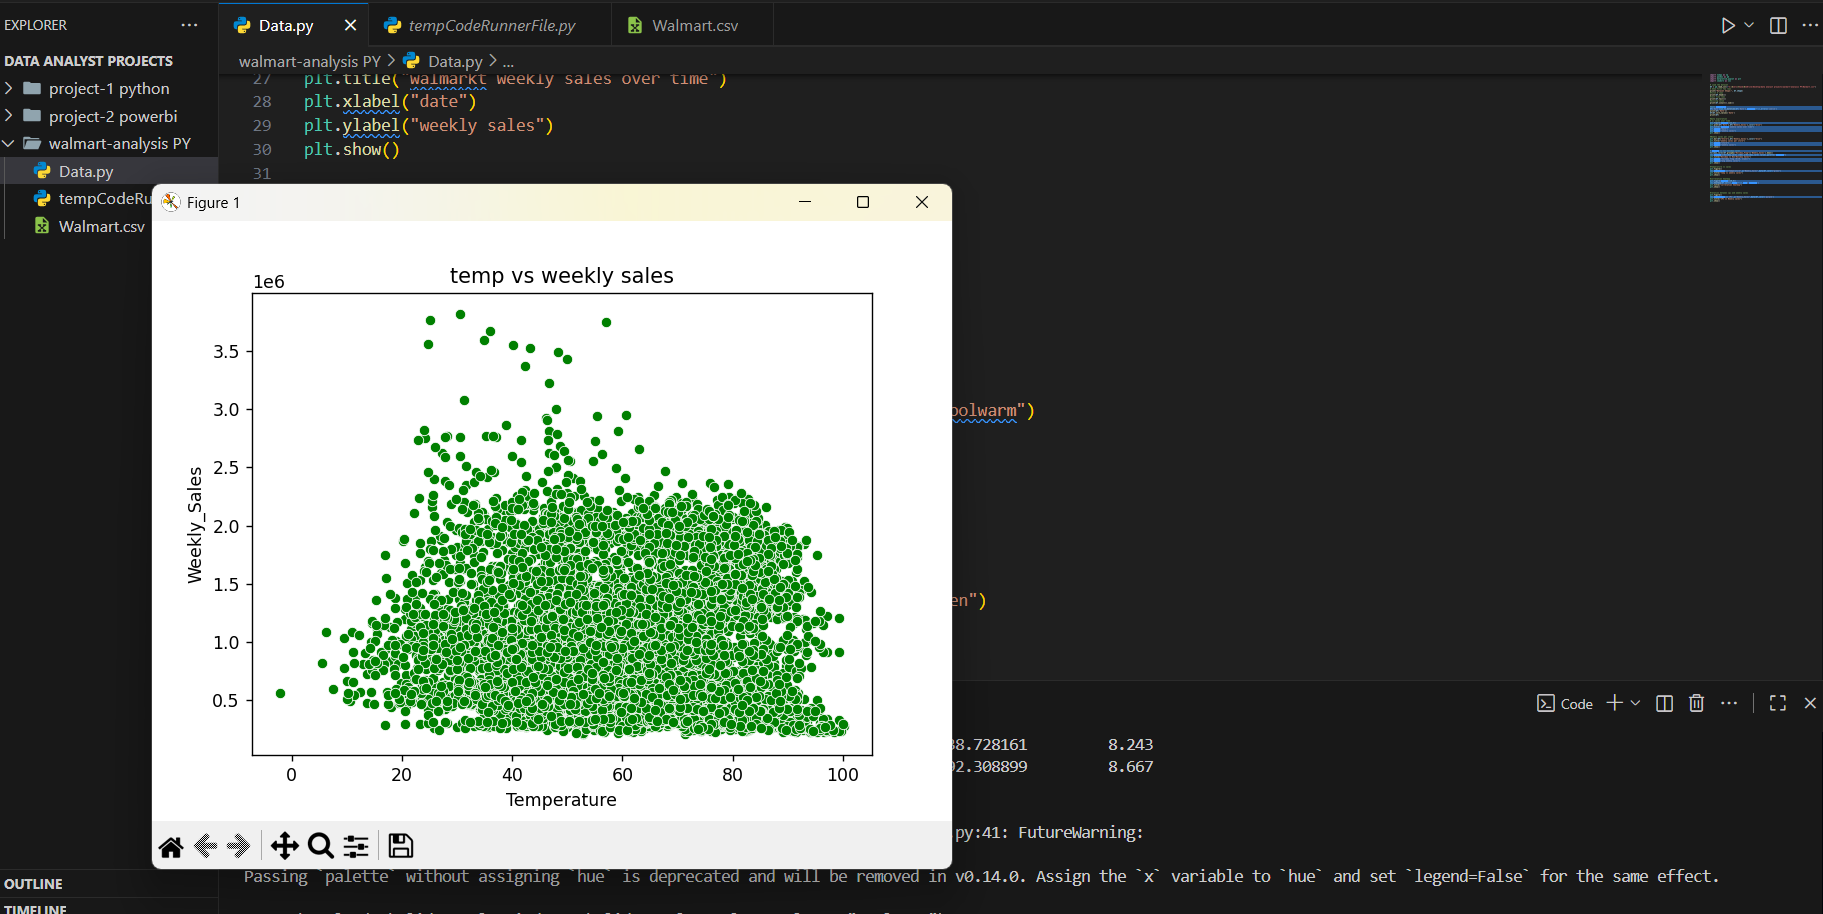 EXPLORER
Data.py
tempCodeRunnerFile.py
Walmart.csv
DATA ANALYST PROJECTS
project-1 python
project-2 powerbi
walmart-analysis PY
Data.py
tempCodeRu
Walmart.csv
walmart-analysis PY > Data.py > ...
27 plt.title("walmarkt weekly sales over time")
28 plt.xlabel("date")
29 plt.ylabel("weekly sales")
30 plt.show()
31
Figure 1
temp vs weekly sales
1e6
3.5
3.0
2.5
2.0
1.5
1.0
0.5
Weekly_Sales
0 20 40 60 80 100
Temperature
oolwarm")
en")
Code
8.728161 8.243
2.308899 8.667
py:41: FutureWarning:
Passing `palette` without assigning `hue` is deprecated and will be removed in v0.14.0. Assign the `x` variable to `hue` and set `legend=False` for the same effect.
OUTLINE
TIMELINE